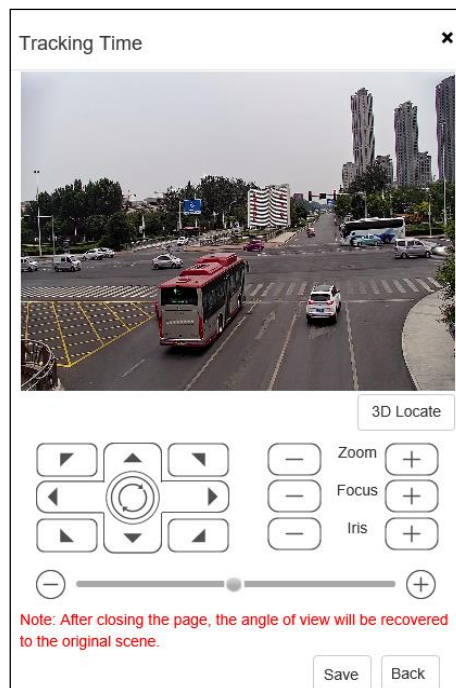 Tracking Time
3D Locate
Zoom
Focus
Iris
Note: After closing the page, the angle of view will be recovered
to the original scene.
Save Back